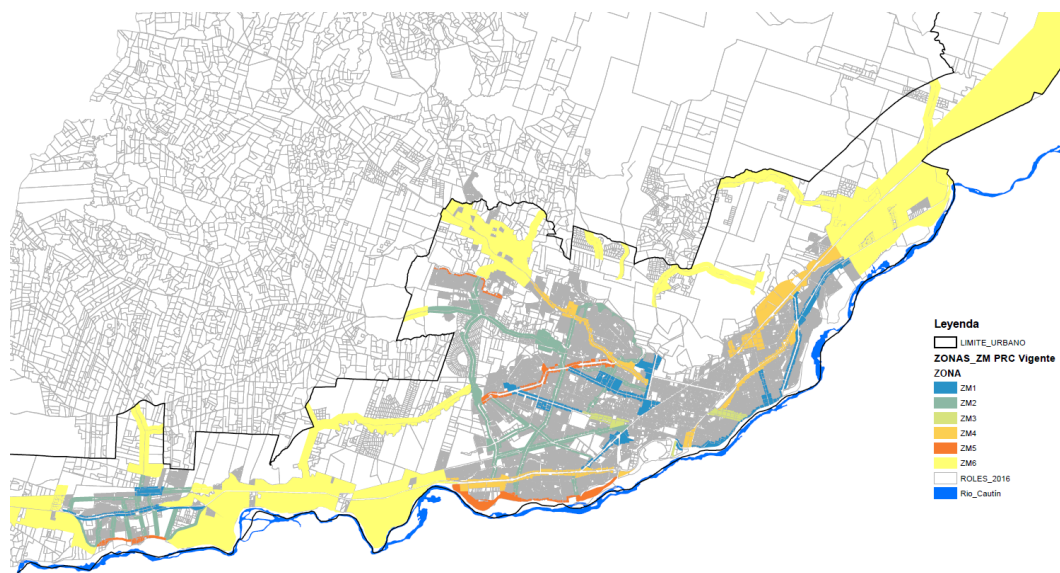 Leyenda
LIMITE_URBANO
ZONAS_ZM PRC Vigente
ZONA
ZM1
ZM2
ZM3
ZM4
ZM5
ZM6
ROLES_2016
Rio_Cautín